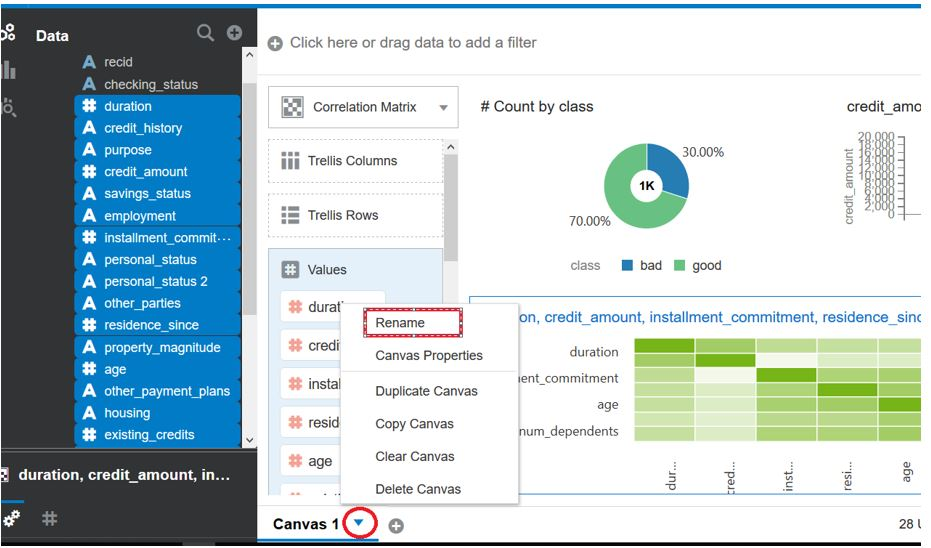 Data
recid
checking_status
duration
credit_history
purpose
credit_amount
savings_status
employment
installment_commit...
personal_status
personal_status 2
other_parties
residence_since
property_magnitude
age
other_payment_plans
housing
existing_credits
duration, credit_amount, in...
Click here or drag data to add a filter
Correlation Matrix
Trellis Columns
Trellis Rows
Values
durati
credi
instal
resid
age
Rename
Canvas Properties
Duplicate Canvas
Copy Canvas
Clear Canvas
Delete Canvas
Canvas 1
# Count by class
30.00%
1K
70.00%
class
bad
good
credit_amo
credit_amount
20,000
18,000
16,000
14,000
12,000
10,000
8,000
6,000
4,000
2,000
0
on, credit_amount, installment_commitment, residence_sinc
duration
ment_commitment
age
num_dependents
dur...
cred...
inst...
resi...
age
28 U